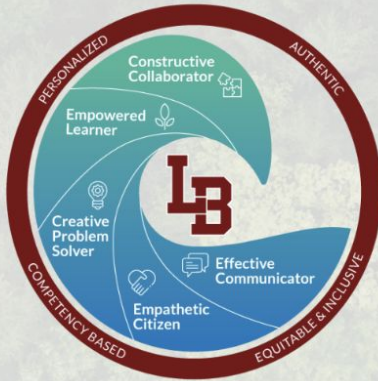 PERSONALIZED
AUTHENTIC
Constructive
Collaborator
Empowered
Learner
LB
Creative
Problem
Solver
Effective
Communicator
Empathetic
Citizen
COMPETENCY BASED
EQUITABLE & INCLUSIVE